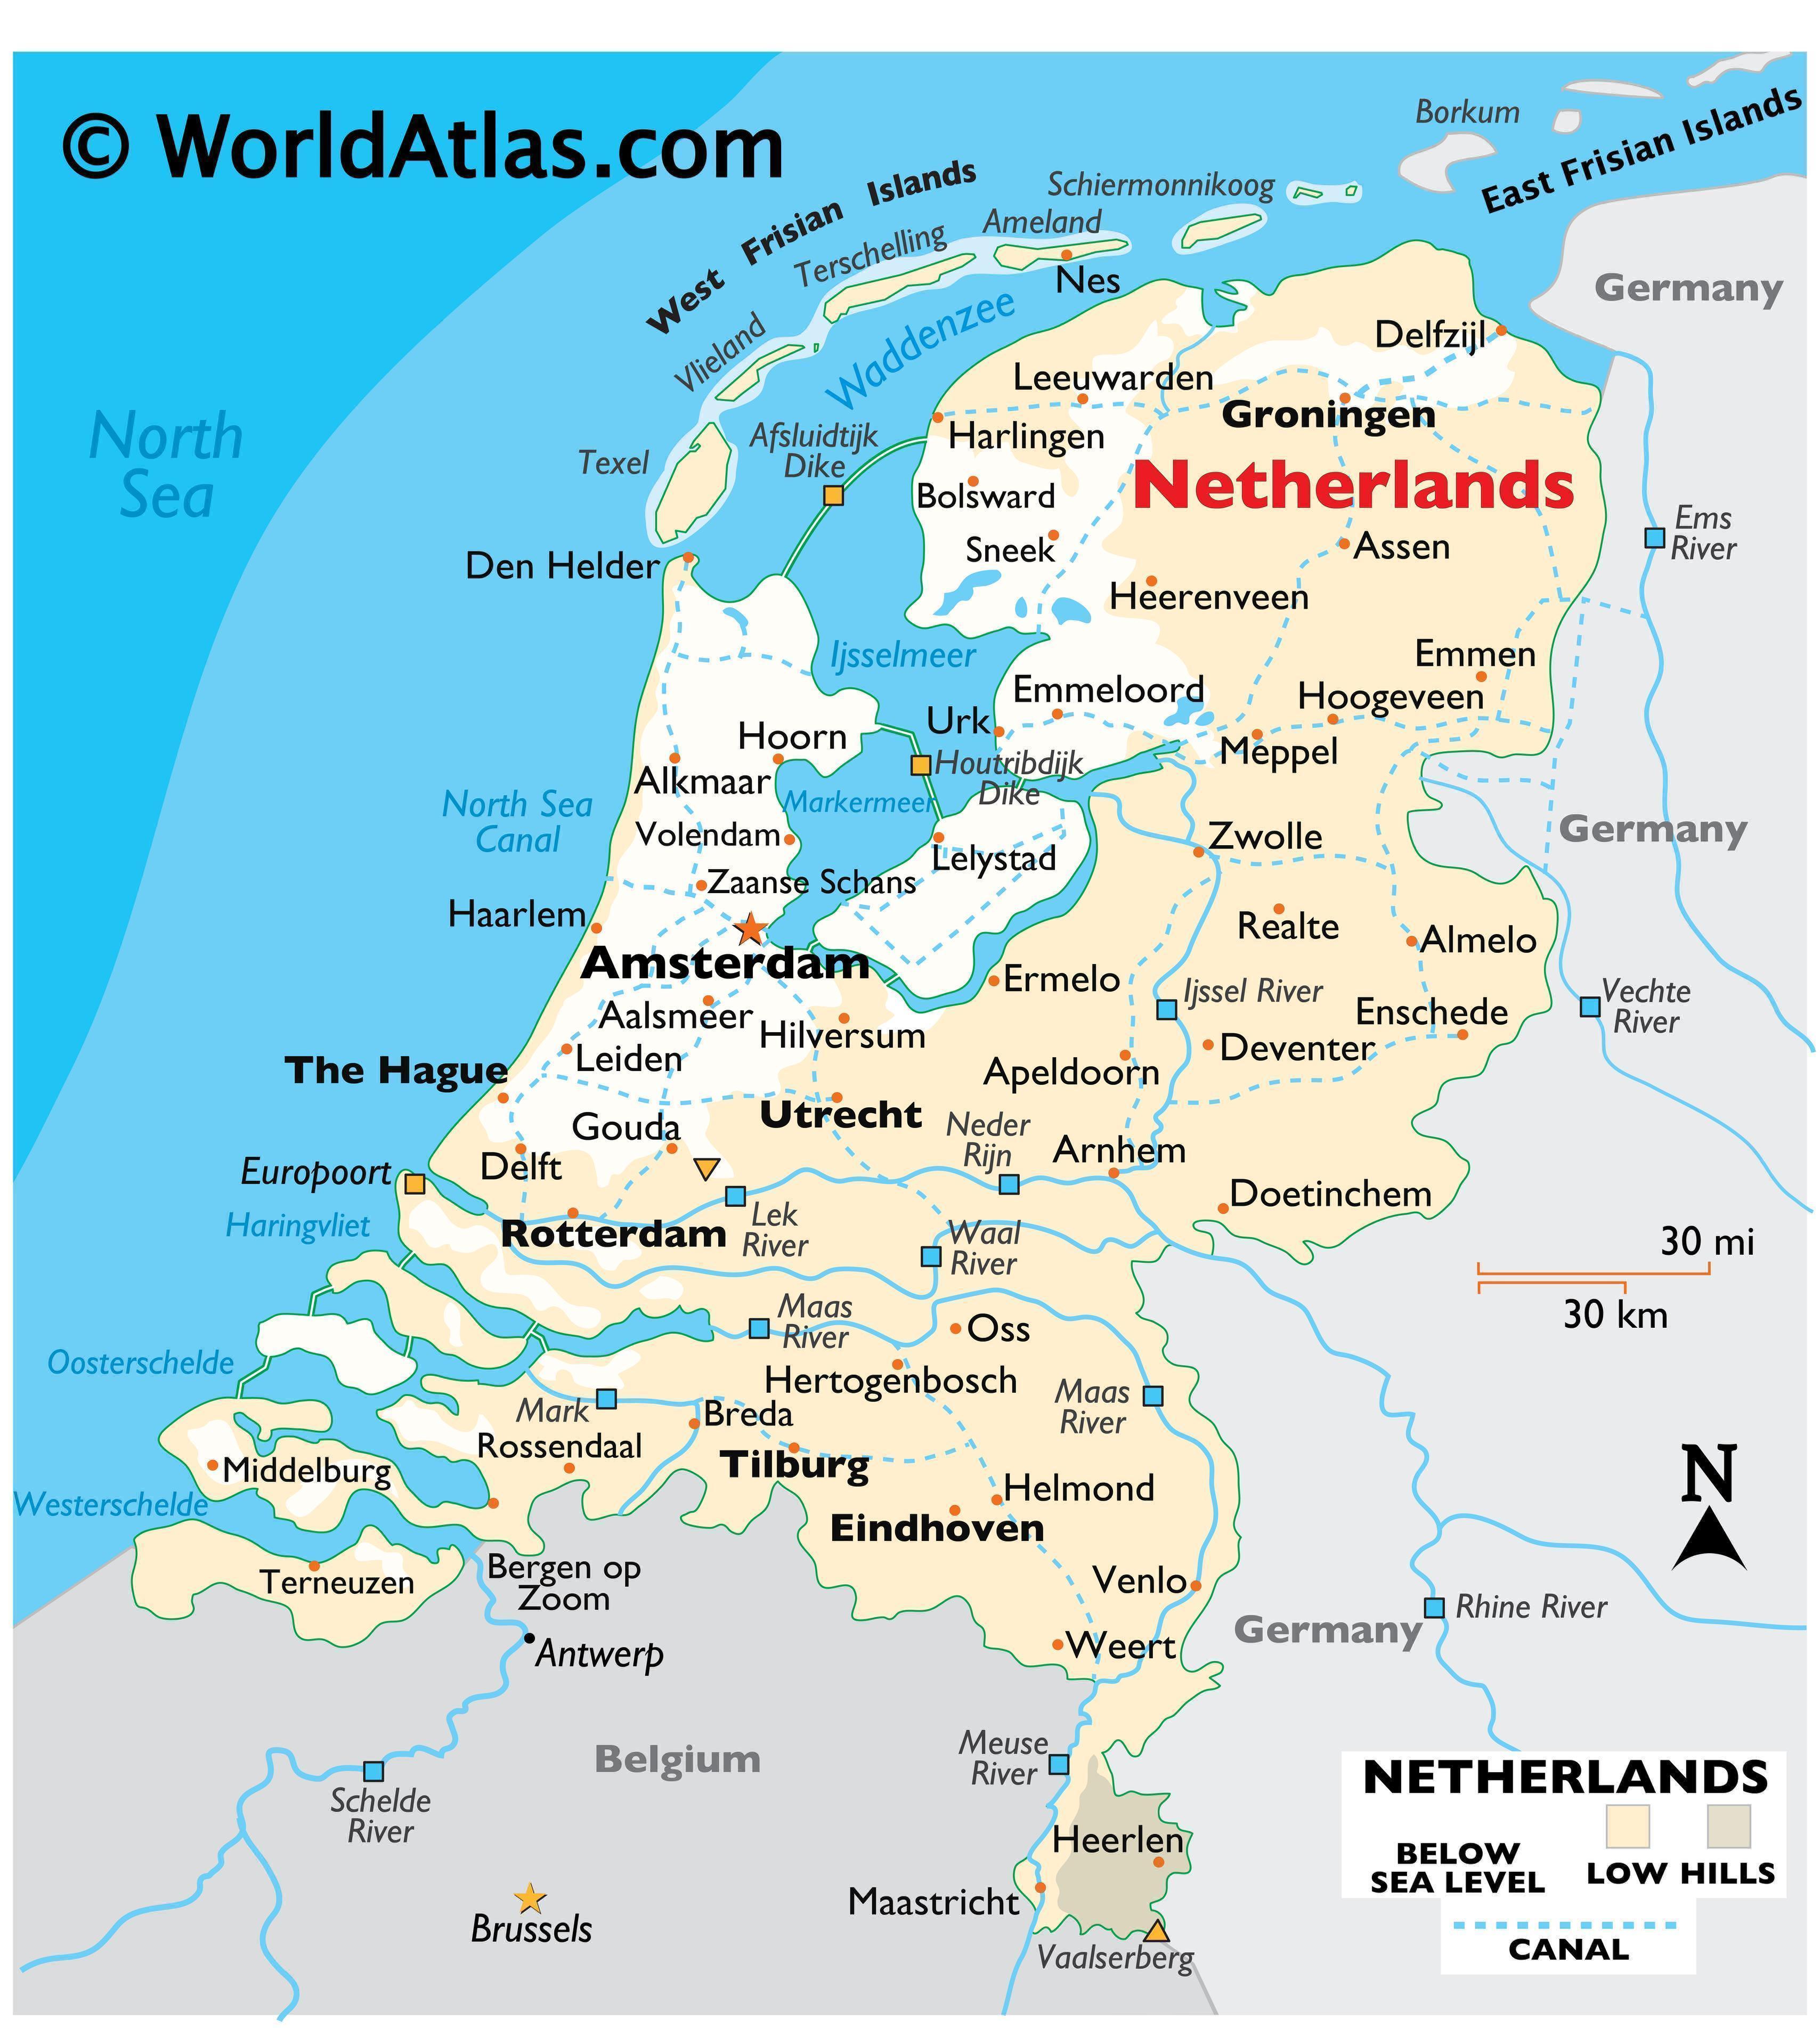 © WorldAtlas.com
Borkum
East Frisian Islands
West Frisian Islands
Schiermonnikoog
Ameland
Terschelling
Nes
Vlieland
Waddenzee
Germany
Delfzijl
Leeuwarden
Groningen
North
Sea
Texel
Afsluidtijk
Dike
Harlingen
Netherlands
Bolsward
Sneek
Assen
Ems
River
Den Helder
Heerenveen
Ijsselmeer
Emmen
Emmeloord
Hoogeveen
Urk
Hoorn
Meppel
Houtribdijk
Dike
Alkmaar
Markermeer
North Sea
Canal
Volendam
Zwolle
Germany
Lelystad
Zaanse Schans
Haarlem
Realte
Almelo
Amsterdam
Ermelo
Ijssel River
Vechte
River
Aalsmeer
Hilversum
Enschede
Leiden
Deventer
The Hague
Apeldoorn
Utrecht
Gouda
Neder
Rijn
Arnhem
Europoort
Delft
Doetinchem
Haringvliet
Rotterdam
Lek
River
Waal
River
30 mi
30 km
Maas
River
Oss
Oosterschelde
Hertogenbosch
Maas
River
Mark
Breda
Rossendaal
Tilburg
Middelburg
N
Westerschelde
Helmond
Eindhoven
Bergen op
Zoom
Terneuzen
Venlo
Rhine River
Germany
Antwerp
Weert
Belgium
Meuse
River
Schelde
River
Heerlen
Maastricht
Brussels
Vaalserberg
NETHERLANDS
BELOW
SEA LEVEL
LOW HILLS
CANAL